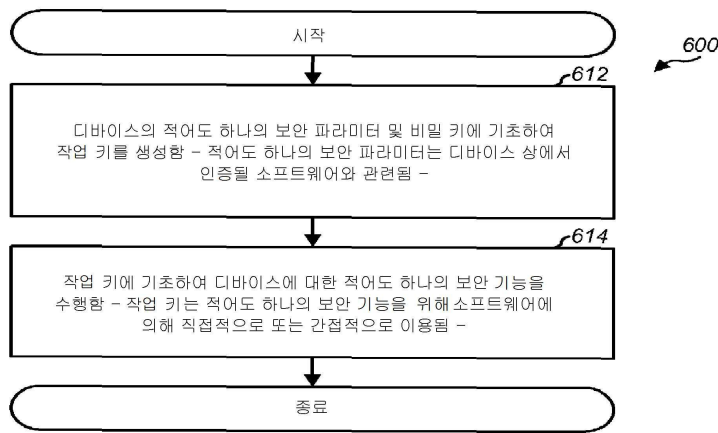 시작
600
612
디바이스의 적어도 하나의 보안 파라미터 및 비밀 키에 기초하여
작업 키를 생성함 – 적어도 하나의 보안 파라미터는 디바이스 상에서
인증될 소프트웨어와 관련됨 –
614
작업 키에 기초하여 디바이스에 대한 적어도 하나의 보안 기능을
수행함 – 작업 키는 적어도 하나의 보안 기능을 위해 소프트웨어에
의해 직접적으로 또는 간접적으로 이용됨 –
종료